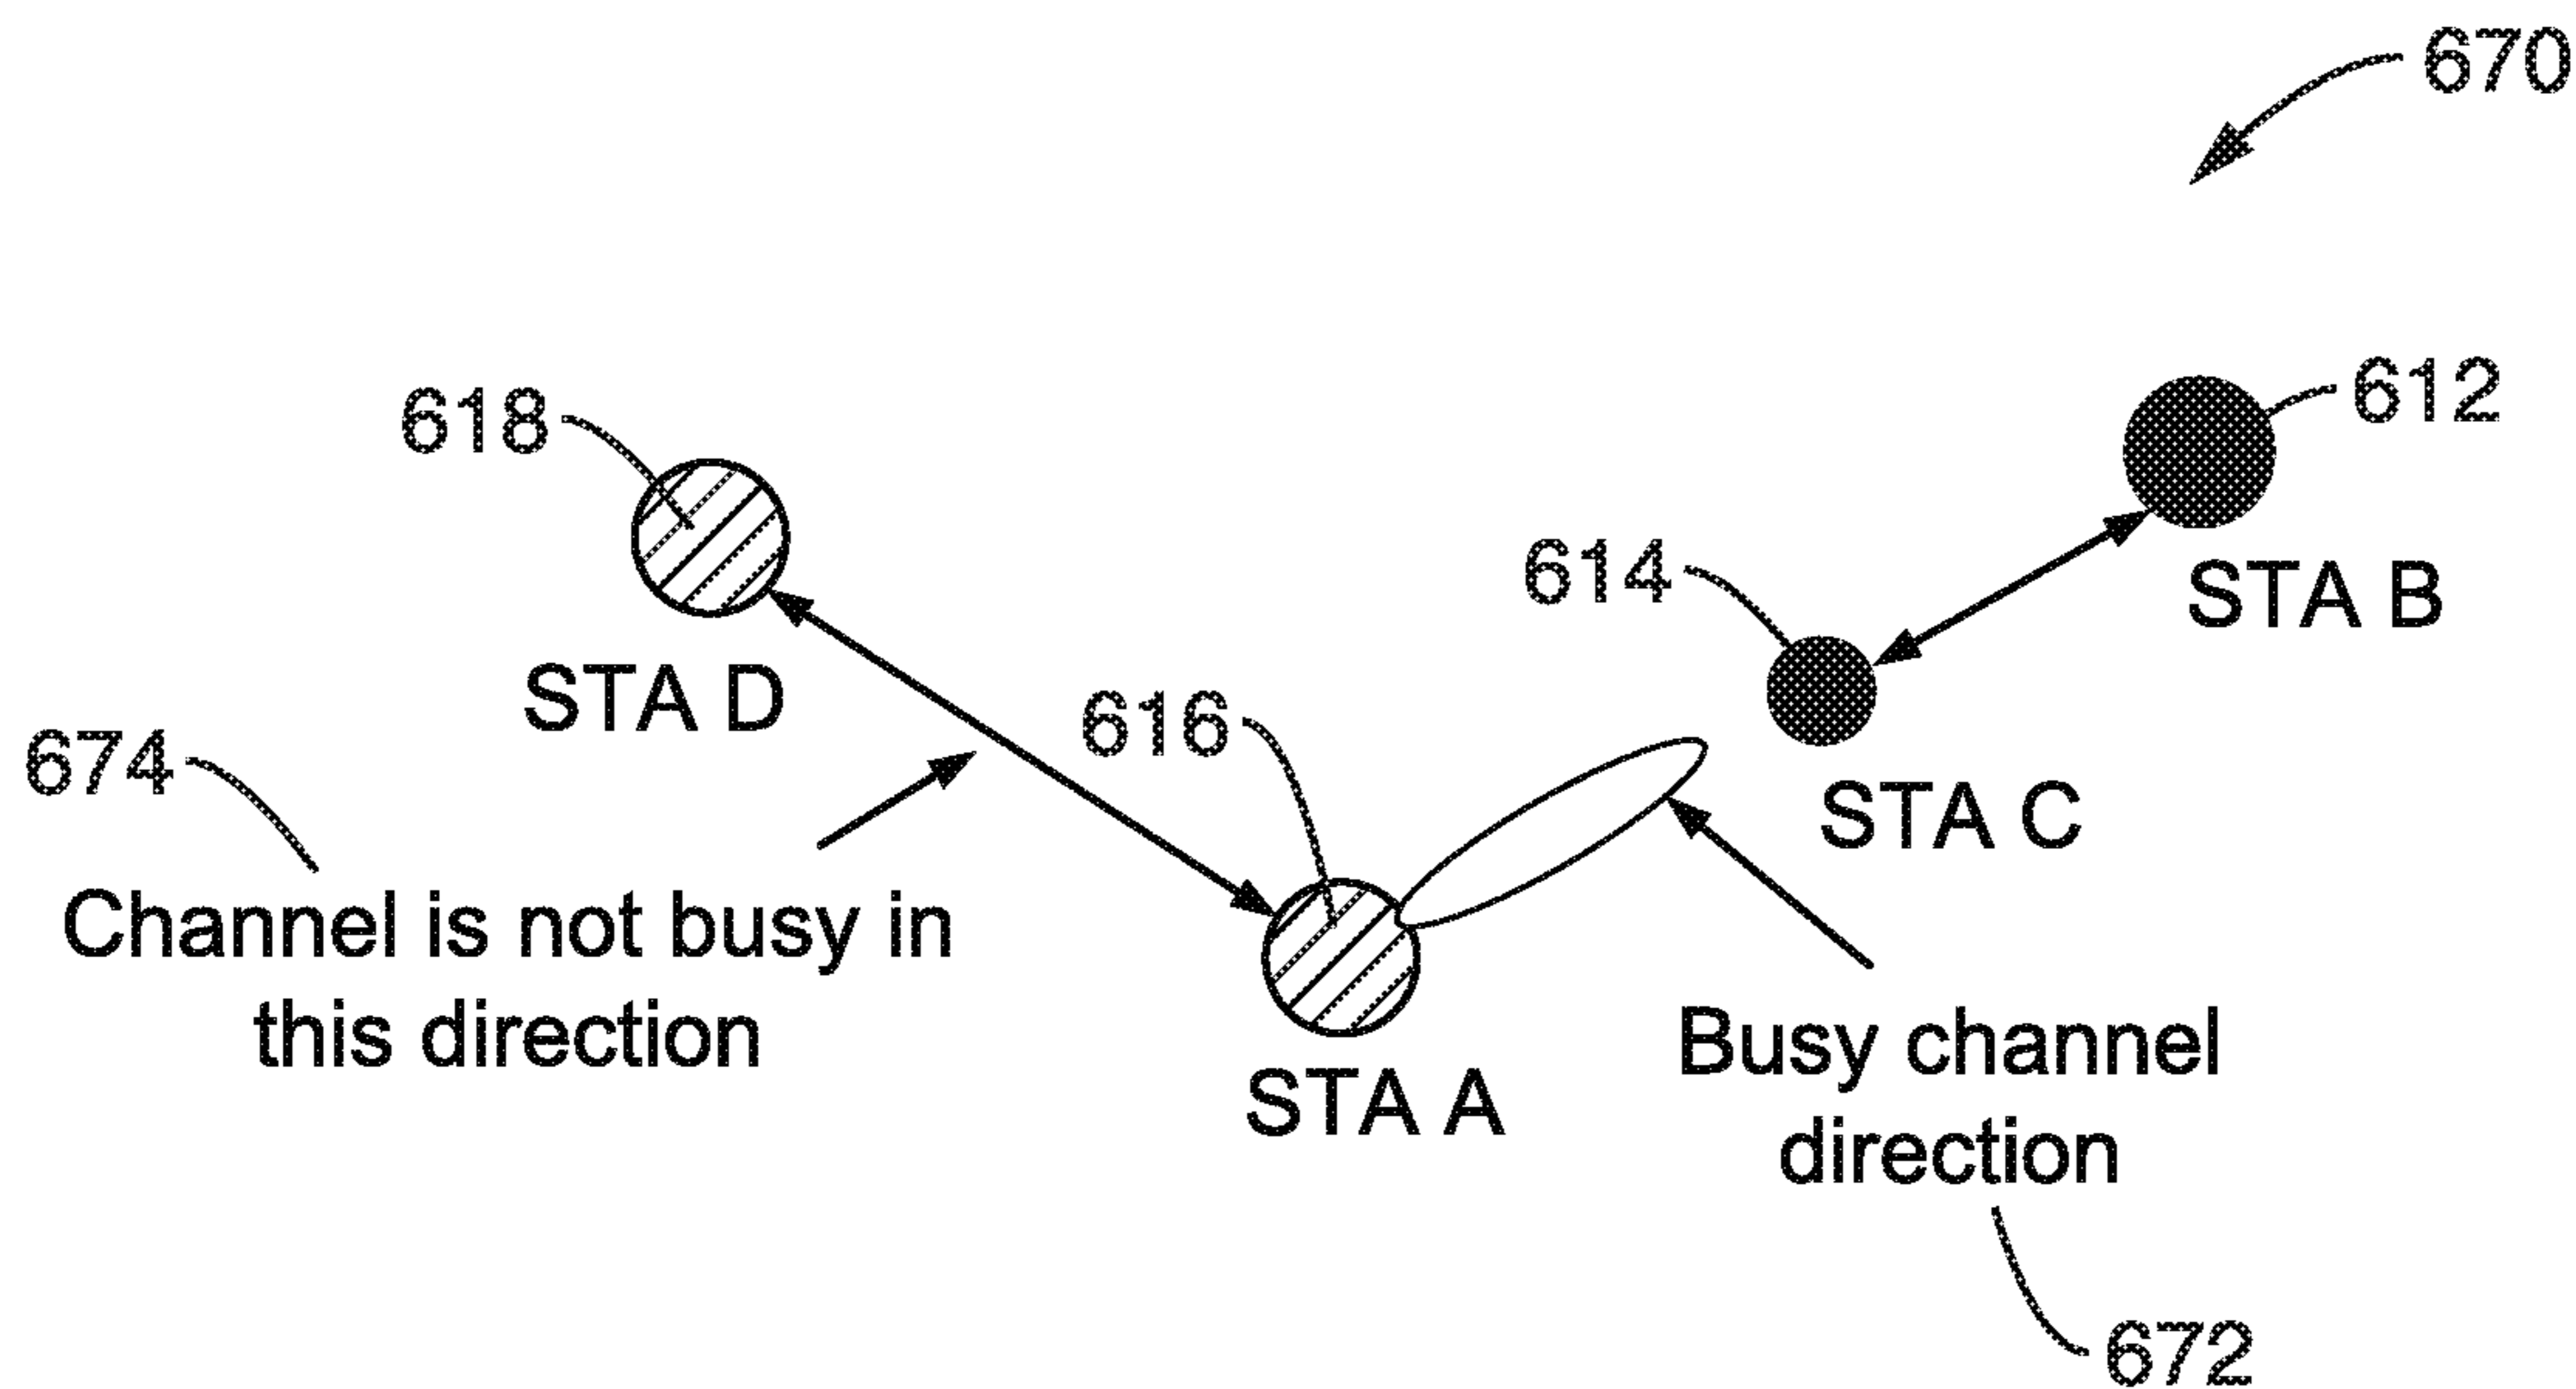 670
618
612
614
STA B
STA D
616
674
STA C
Channel is not busy in
this direction
Busy channel
direction
STA A
672